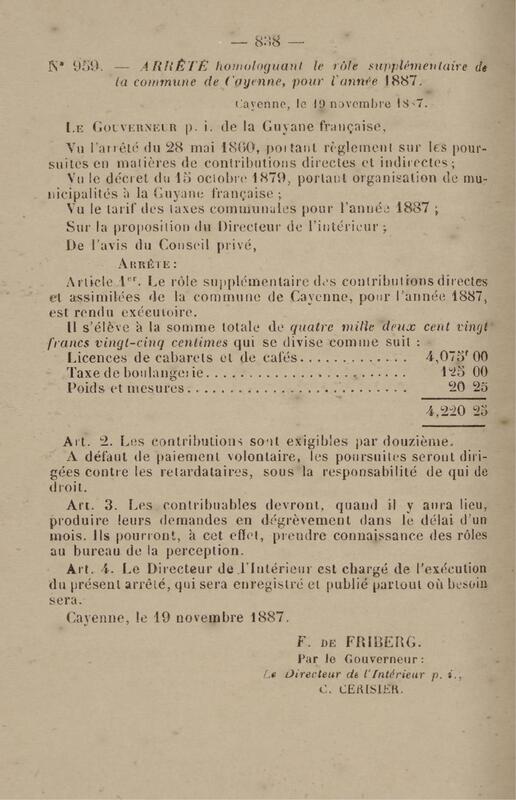 — 838 —
N° 959. — ARRÊTÉ homologuant le rôle supplémentaire de
la commune de Cayenne, pour l'année 1887.
Cayenne, le 19 novembre 1887.
LE GOUVERNEUR p. i. de la Guyane française,
Vu l'arrêté du 28 mai 1860, portant règlement sur les pour-
suites en matières de contributions directes et indirectes ;
Vu le décret du 15 octobre 1879, portant organisation de mu-
nicipalités à la Guyane française ;
Vu le tarif des taxes communales pour l'année 1887 ;
Sur la proposition du Directeur de l'intérieur ;
De l'avis du Conseil privé,
ARRÊTE :
Article 1er. Le rôle supplémentaire des contributions directes
et assimilées de la commune de Cayenne, pour l'année 1887,
est rendu exécutoire.
Il s'élève à la somme totale de quatre mille deux cent vingt
francs vingt-cinq centimes qui se divise comme suit :
Licences de cabarets et de cafés............. 4,075f 00
Taxe de boulangerie........................ 125 00
Poids et mesures.......................... 20 25
4,220 25
Art. 2. Les contributions sont exigibles par douzième.
A défaut de paiement volontaire, les poursuites seront diri-
gées contre les retardataires, sous la responsabilité de qui de
droit.
Art. 3. Les contribuables devront, quand il y aura lieu,
produire leurs demandes en dégrèvement dans le délai d'un
mois. Ils pourront, à cet effet, prendre connaissance des rôles
au bureau de la perception.
Art. 4. Le Directeur de l'Intérieur est chargé de l'exécution
du présent arrêté, qui sera enregistré et publié partout où besoin
sera.
Cayenne, le 19 novembre 1887.
F. DE FRIBERG.
Par le Gouverneur :
Le Directeur de l'Intérieur p. i.,
C. CERISIER.